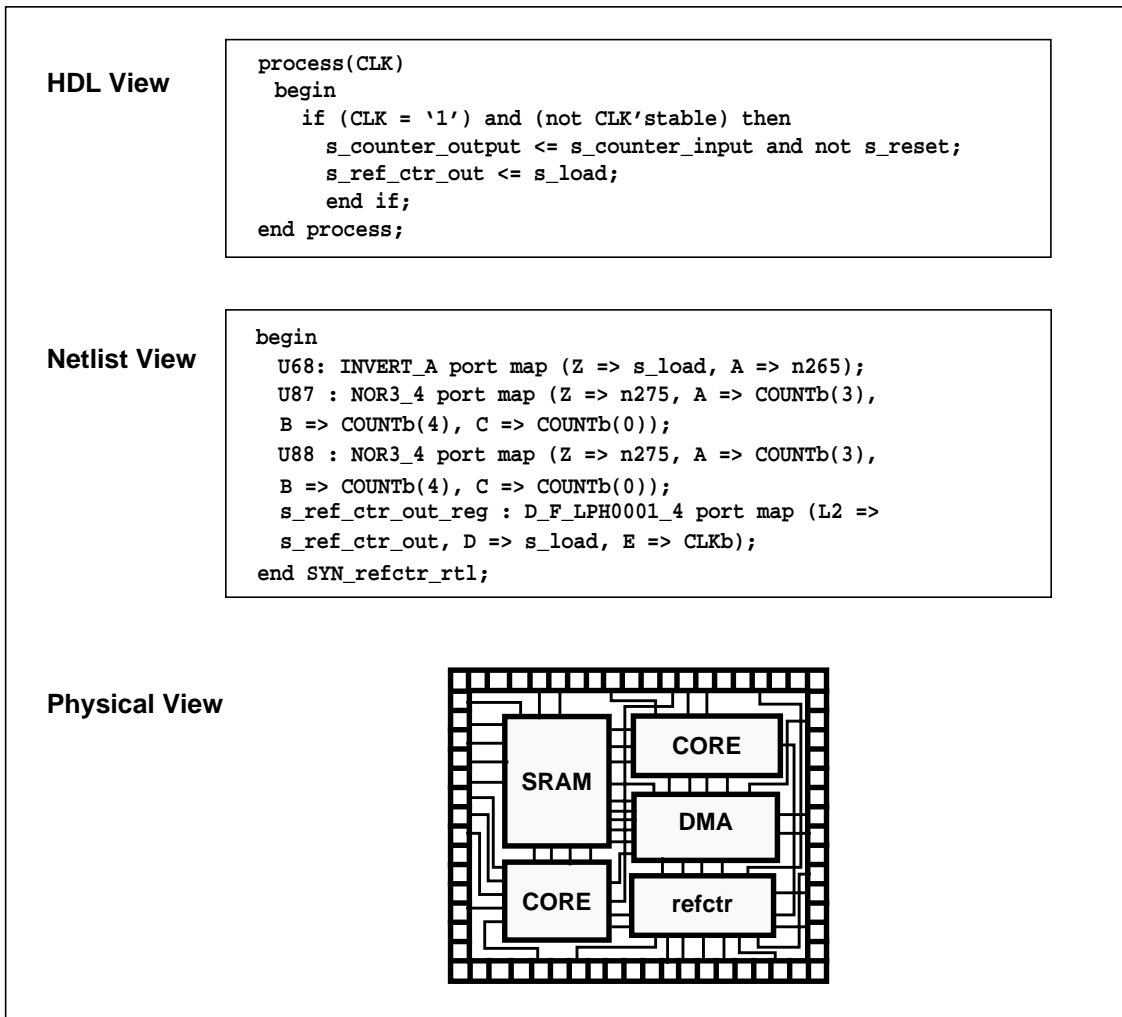 HDL View
process(CLK)
begin
if (CLK = ‘1’) and (not CLK’stable) then
s_counter_output <= s_counter_input and not s_reset;
s_ref_ctr_out <= s_load;
end if;
end process;
Netlist View
begin
U68: INVERT_A port map (Z => s_load, A => n265);
U87 : NOR3_4 port map (Z => n275, A => COUNTb(3),
B => COUNTb(4), C => COUNTb(0));
U88 : NOR3_4 port map (Z => n275, A => COUNTb(3),
B => COUNTb(4), C => COUNTb(0));
s_ref_ctr_out_reg : D_F_LPH0001_4 port map (L2 =>
s_ref_ctr_out, D => s_load, E => CLKb);
end SYN_refctr_rtl;
Physical View
CORE
SRAM
DMA
CORE
refctr